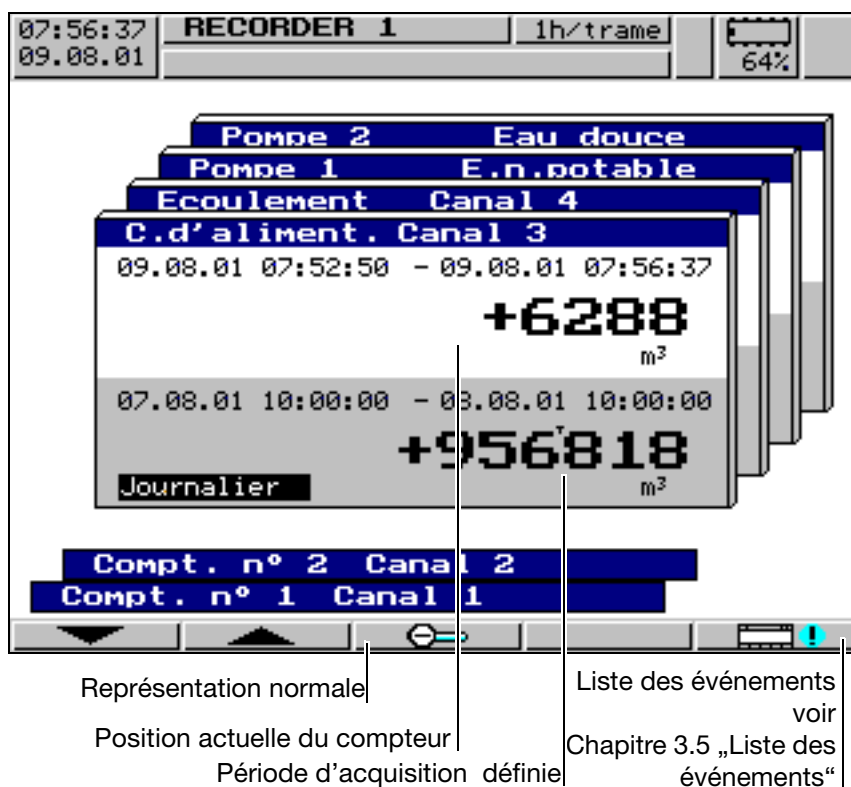 07:56:37
09.08.01
RECORDER 1
1h/trame
64%
Pompe 2 Eau douce
Pompe 1 E.n.potable
Ecoulement Canal 4
C.d'aliment. Canal 3
09.08.01 07:52:50 - 09.08.01 07:56:37
+6288
m³
07.08.01 10:00:00 - 08.08.01 10:00:00
+956'818
Journalier
m³
Compt. n° 2 Canal 2
Compt. n° 1 Canal 1
!
Représentation normale
Position actuelle du compteur
Période d'acquisition définie
Liste des événements
voir
Chapitre 3.5 „Liste des
événements“